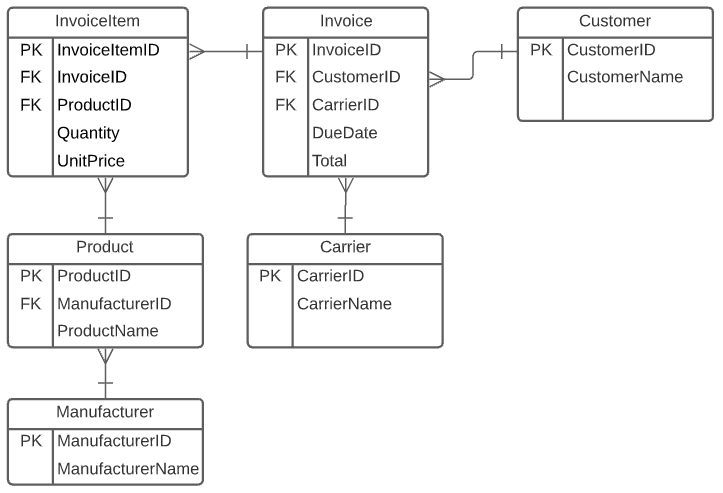 InvoiceItem
PK InvoiceItemID
FK InvoiceID
FK ProductID
Quantity
UnitPrice
Invoice
PK InvoiceID
FK CustomerID
FK CarrierID
DueDate
Total
Customer
PK CustomerID
CustomerName
Product
PK ProductID
FK ManufacturerID
ProductName
Carrier
PK CarrierID
CarrierName
Manufacturer
PK ManufacturerID
ManufacturerName